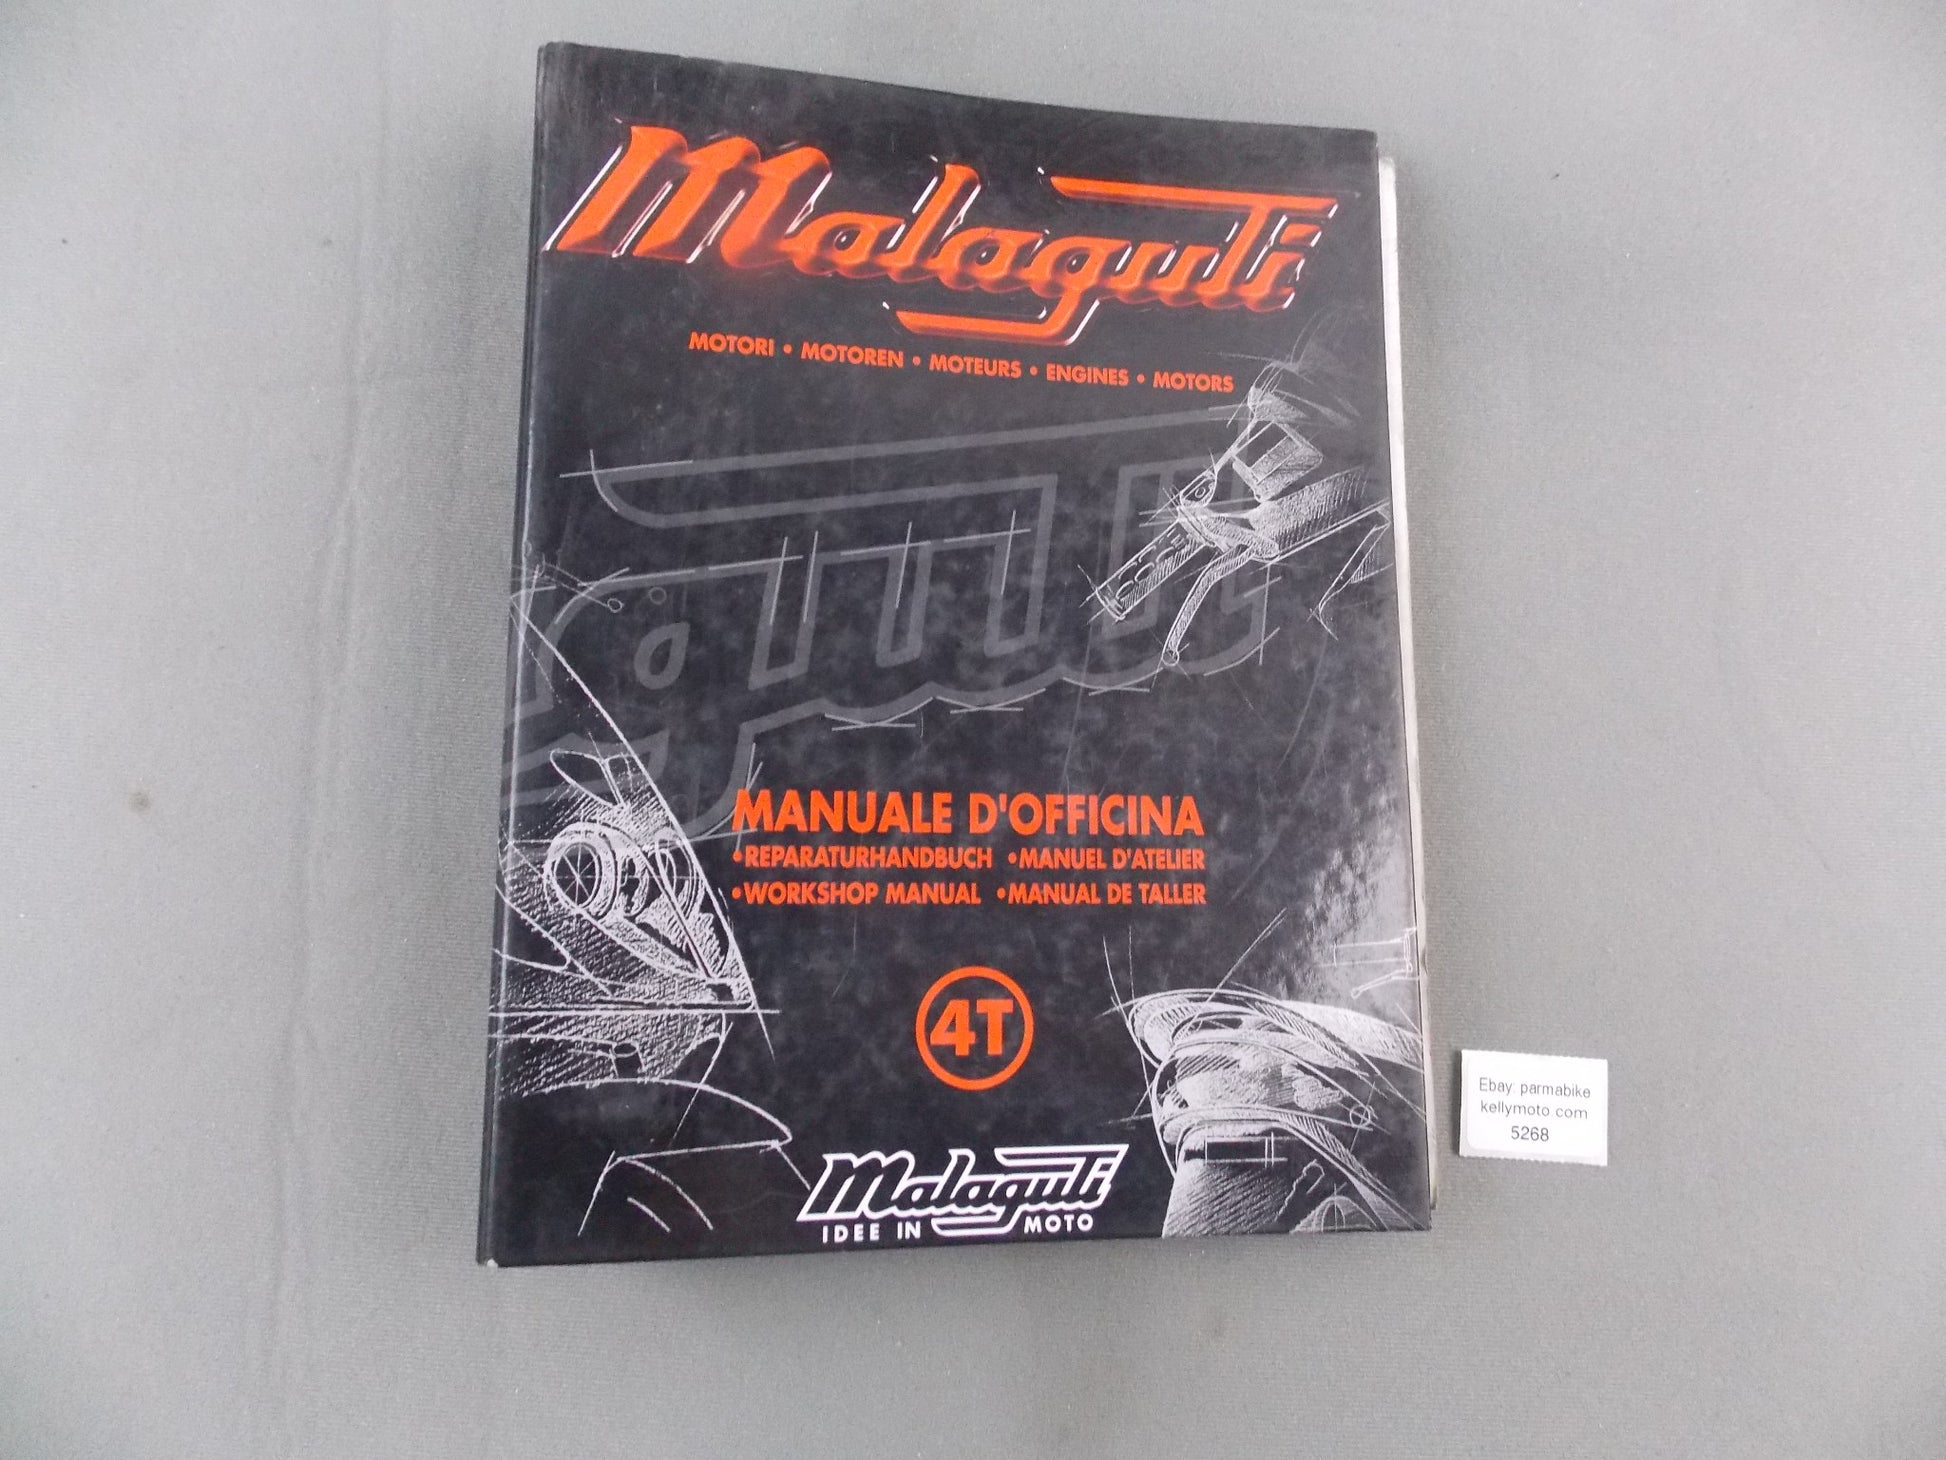 Malaguti
MOTORI • MOTOREN • MOTEURS • ENGINES • MOTORS
MANUALE D'OFFICINA
•REPARATURHANDBUCH •MANUEL D'ATELIER
•WORKSHOP MANUAL •MANUAL DE TALLER
4T
Malaguti
IDEE IN MOTO
Ebay: parmabike
kellymoto com
5268